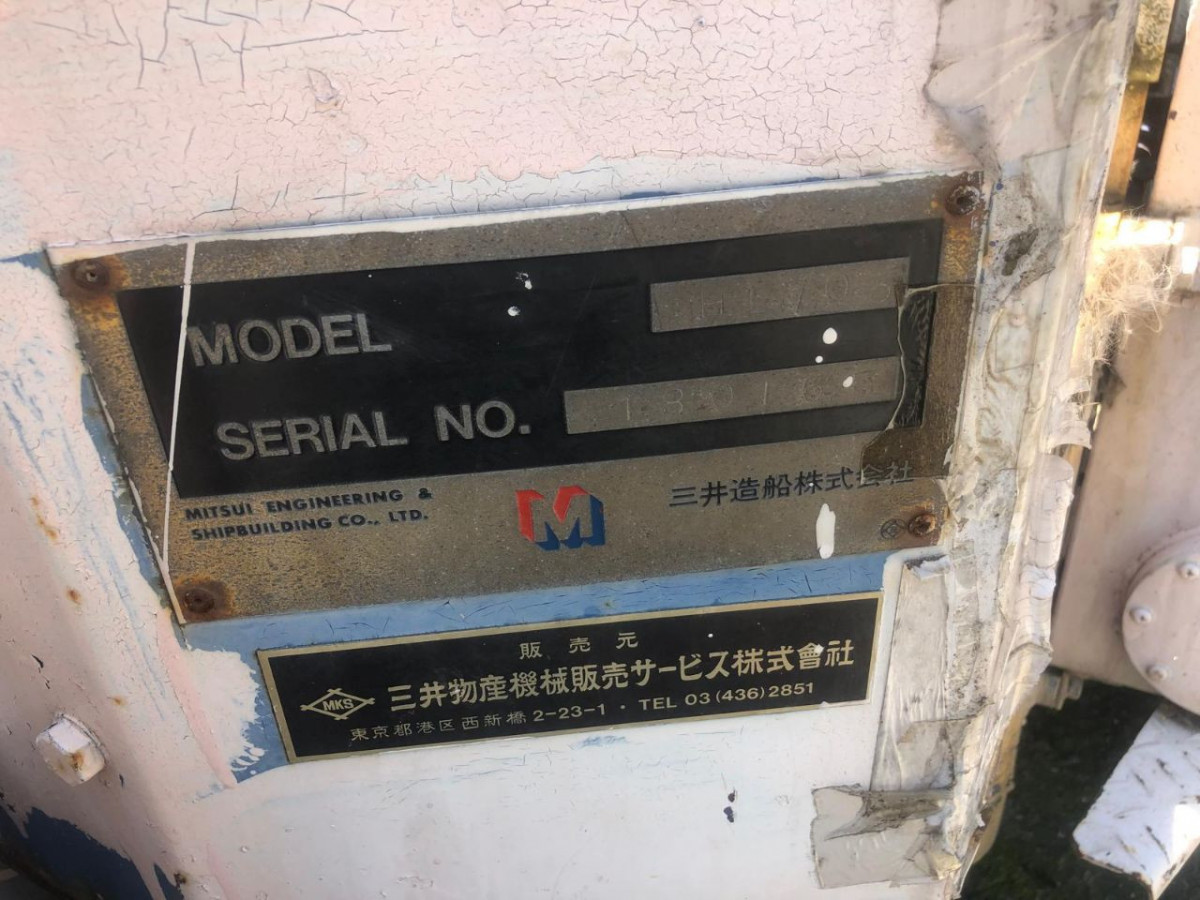 MODEL
SERIAL NO.
MITSUI ENGINEERING &
SHIPBUILDING CO., LTD.
三井造船株式会社
販売元
MKS 三井物産機械販売サービス株式會社
東京都港区西新橋2-23-1・TEL 03(436)2851